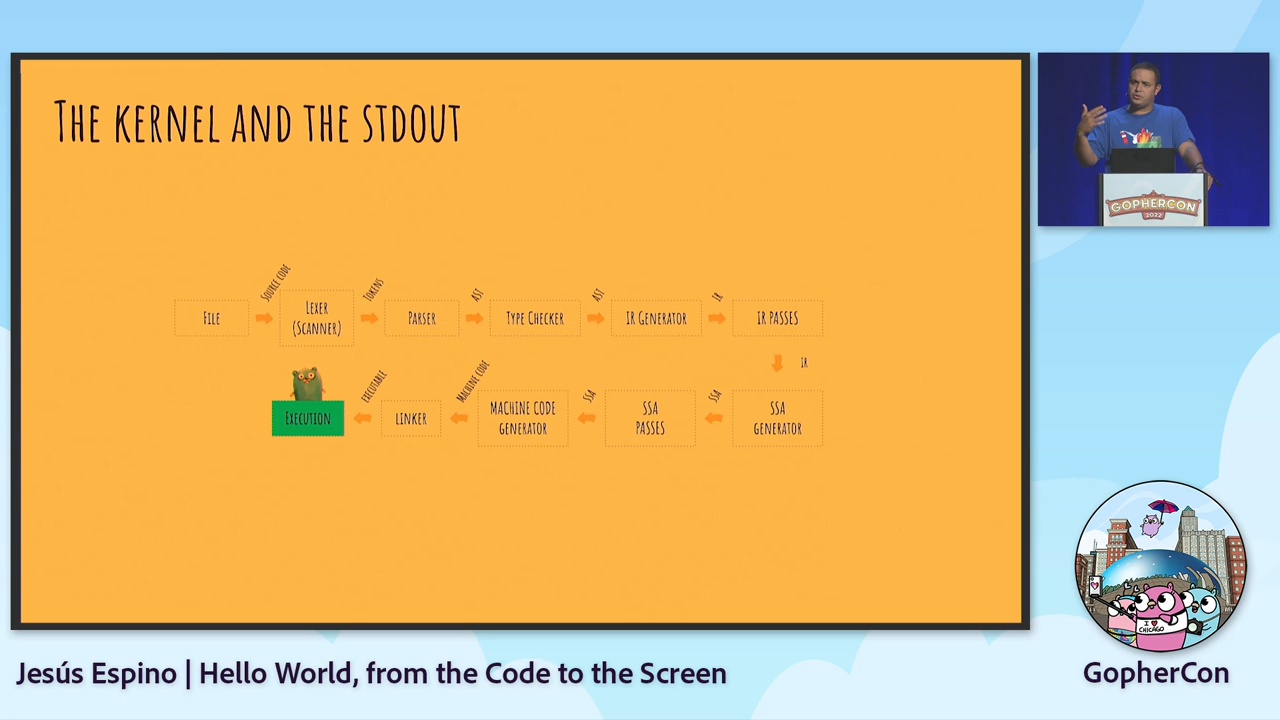 THE KERNEL AND THE STDOUT
SOURCE CODE
TOKENS
AST
AST
IR
FILE
LEXER
(SCANNER)
PARSER
TYPE CHECKER
IR GENERATOR
IR PASSES
IR
EXECUTABLE
MACHINE CODE
SSA
SSA
EXECUTION
LINKER
MACHINE CODE
GENERATOR
SSA
PASSES
SSA
GENERATOR
GOPHERCON
2022
I ♥
CHICAGO
Jesús Espino | Hello World, from the Code to the Screen
GopherCon